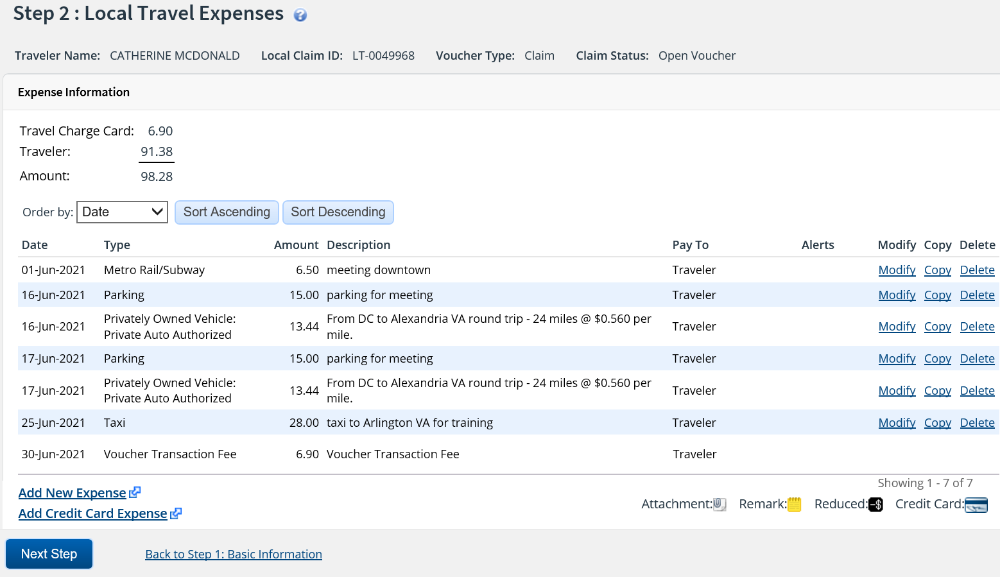 Step 2 : Local Travel Expenses
Traveler Name: CATHERINE MCDONALD Local Claim ID: LT-0049968 Voucher Type: Claim Claim Status: Open Voucher
Expense Information
Travel Charge Card: 6.90
Traveler: 91.38
Amount: 98.28
Order by: Date Sort Ascending Sort Descending
Date Type Amount Description Pay To Alerts Modify Copy Delete
01-Jun-2021 Metro Rail/Subway 6.50 meeting downtown Traveler Modify Copy Delete
16-Jun-2021 Parking 15.00 parking for meeting Traveler Modify Copy Delete
16-Jun-2021 Privately Owned Vehicle: Private Auto Authorized 13.44 From DC to Alexandria VA round trip - 24 miles @ $0.560 per mile. Traveler Modify Copy Delete
17-Jun-2021 Parking 15.00 parking for meeting Traveler Modify Copy Delete
17-Jun-2021 Privately Owned Vehicle: Private Auto Authorized 13.44 From DC to Alexandria VA round trip - 24 miles @ $0.560 per mile. Traveler Modify Copy Delete
25-Jun-2021 Taxi 28.00 taxi to Arlington VA for training Traveler Modify Copy Delete
30-Jun-2021 Voucher Transaction Fee 6.90 Voucher Transaction Fee Traveler
Showing 1 - 7 of 7
Add New Expense
Attachment: Remark: Reduced: -$ Credit Card:
Add Credit Card Expense
Next Step Back to Step 1: Basic Information